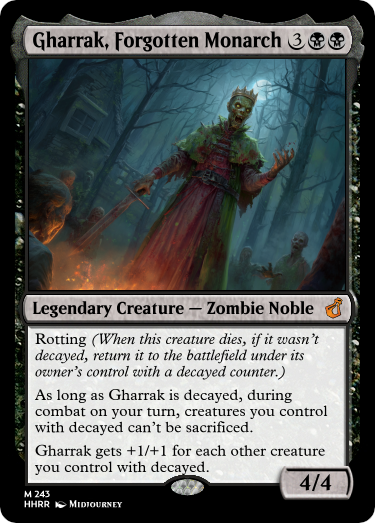 Gharrak, Forgotten Monarch 3
Legendary Creature — Zombie Noble
Rotting (When this creature dies, if it wasn't
decayed, return it to the battlefield under its
owner's control with a decayed counter.)
As long as Gharrak is decayed, during
combat on your turn, creatures you control
with decayed can't be sacrificed.
Gharrak gets +1/+1 for each other creature
you control with decayed.
4/4
M 243
HHRR MIDJOURNEY